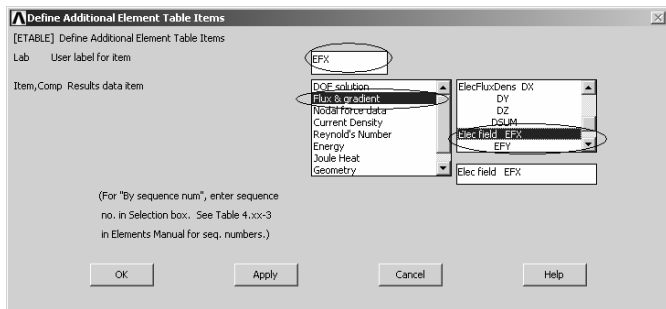 Define Additional Element Table Items
[ETABLE] Define Additional Element Table Items
Lab User label for item EFX
Item,Comp Results data item
DOF solution
Flux & gradient
Nodal force data
Current Density
Reynold's Number
Energy
Joule Heat
Geometry
ElecFluxDens DX
DY
DZ
DSUM
Elec field EFX
EFY
Elec field EFX
(For "By sequence num", enter sequence
no. in Selection box. See Table 4.xx-3
in Elements Manual for seq. numbers.)
OK Apply Cancel Help